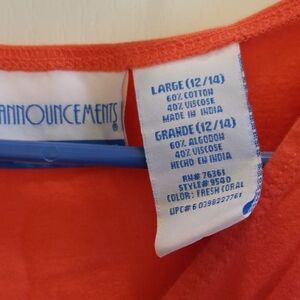 ANNOUNCEMENTS®
LARGE (12/14)
60% COTTON
40% VISCOSE
MADE IN INDIA
GRANDE (12/14)
60% ALGODON
40% VISCOSE
HECHO EN INDIA
RN# 76361
STYLE# 9540
COLOR: FRESH CORAL